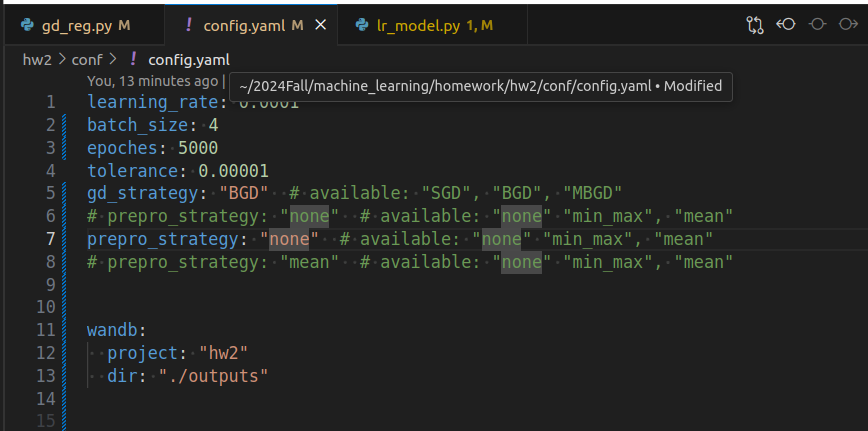 gd_reg.py M
config.yaml M
lr_model.py 1, M
hw2 > conf > ! config.yaml
You, 13 minutes ago |
~/2024Fall/machine_learning/homework/hw2/conf/config.yaml • Modified
1 learning_rate: 0.0001
2 batch_size: 4
3 epoches: 5000
4 tolerance: 0.00001
5 gd_strategy: "BGD"  # available: "SGD", "BGD", "MBGD"
6 # prepro_strategy: "none"  # available: "none" "min_max", "mean"
7 prepro_strategy: "none"  # available: "none" "min_max", "mean"
8 # prepro_strategy: "mean"  # available: "none" "min_max", "mean"
9
10
11 wandb:
12   project: "hw2"
13   dir: "./outputs"
14
15